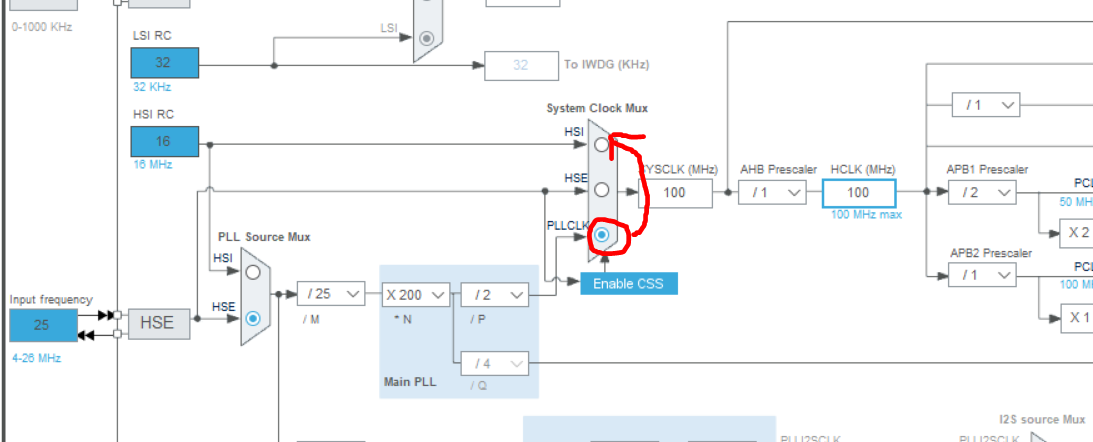 0-1000 KHz
LSI RC
LSI
32
32
To IWDG (KHz)
32 KHz
HSI RC
System Clock Mux
/ 1
HSI
16
16 MHz
HSE
SYSCLK (MHz)
AHB Prescaler
HCLK (MHz)
APB1 Prescaler
100
/ 1
100
/ 2
PCL
50 MH
100 MHz max
PLLCLK
X 2
PLL Source Mux
APB2 Prescaler
HSI
/ 1
PCL
Enable CSS
100 MH
Input frequency
/ 25
X 200
/ 2
HSE
X 1
25
HSE
/ M
* N
/ P
4-26 MHz
/ 4
Main PLL
/ Q
I2S source Mux
PLLI2SCLK
PLLI2SCLK